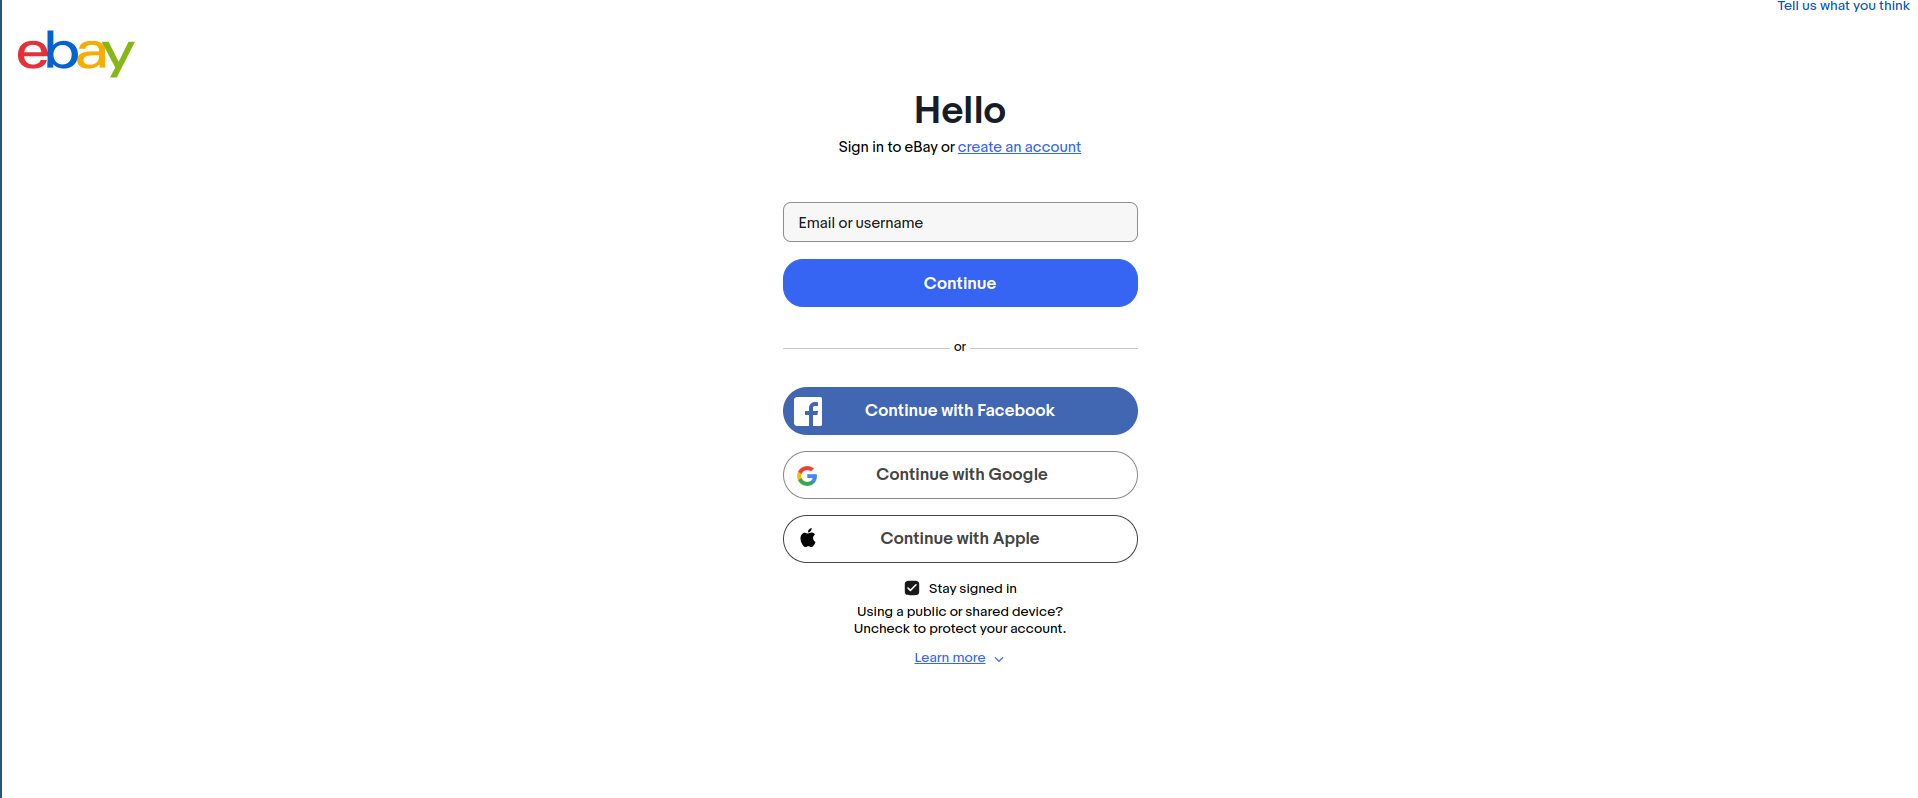 Tell us what you think
ebay
Hello
Sign in to eBay or create an account
Email or username
Continue
or
Continue with Facebook
Continue with Google
Continue with Apple
Stay signed in
Using a public or shared device?
Uncheck to protect your account.
Learn more